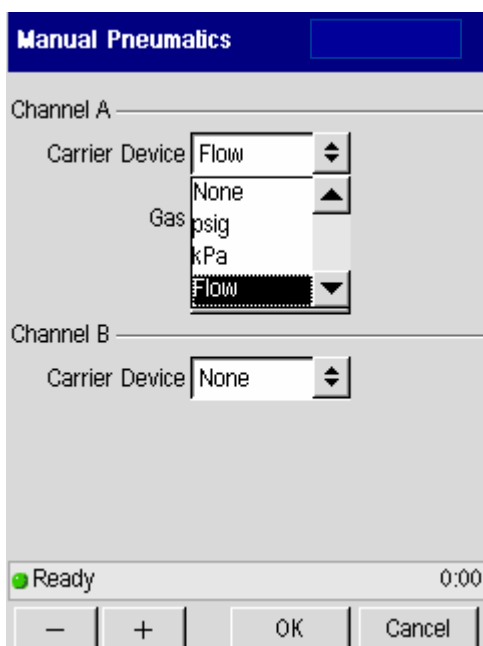 Manual Pneumatics
Channel A
Carrier Device Flow
None
Gas psig
kPa
Flow
Channel B
Carrier Device None
Ready 0:00
− + OK Cancel